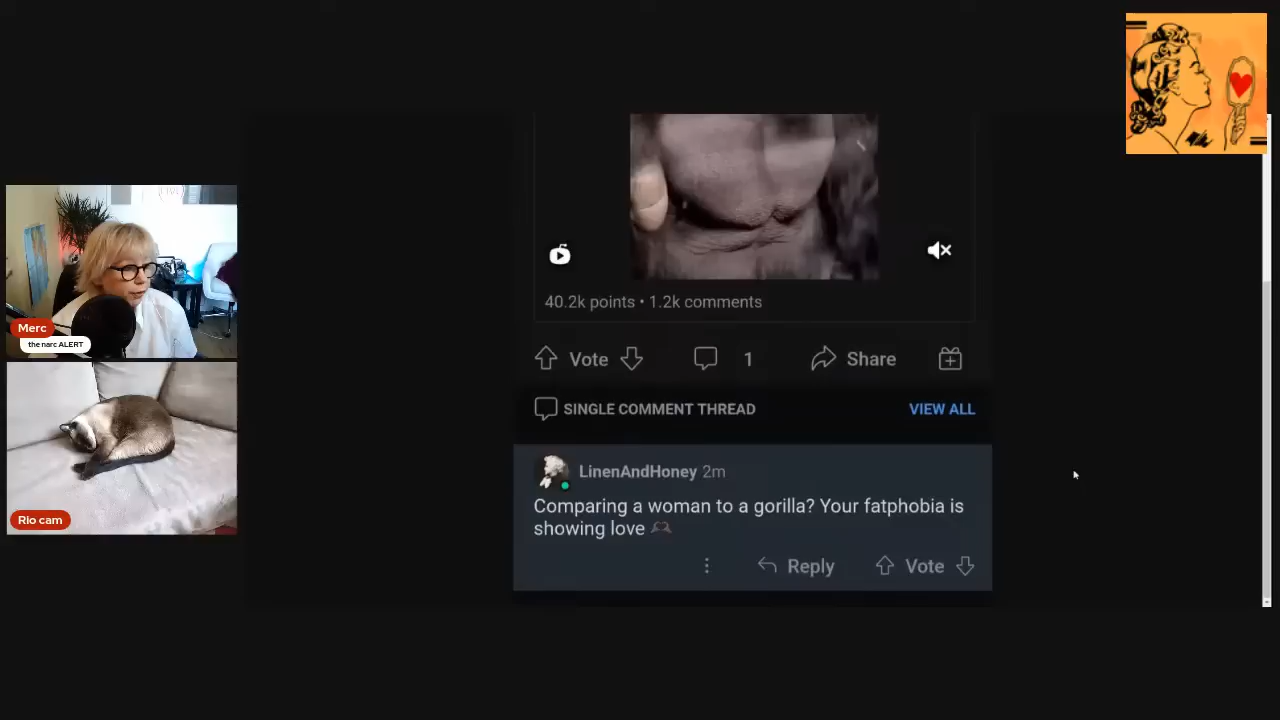 40.2k points • 1.2k comments
Vote
1
Share
SINGLE COMMENT THREAD
VIEW ALL
LinenAndHoney 2m
Comparing a woman to a gorilla? Your fatphobia is
showing love
Reply
Vote
Merc
the narc ALERT
Rio cam